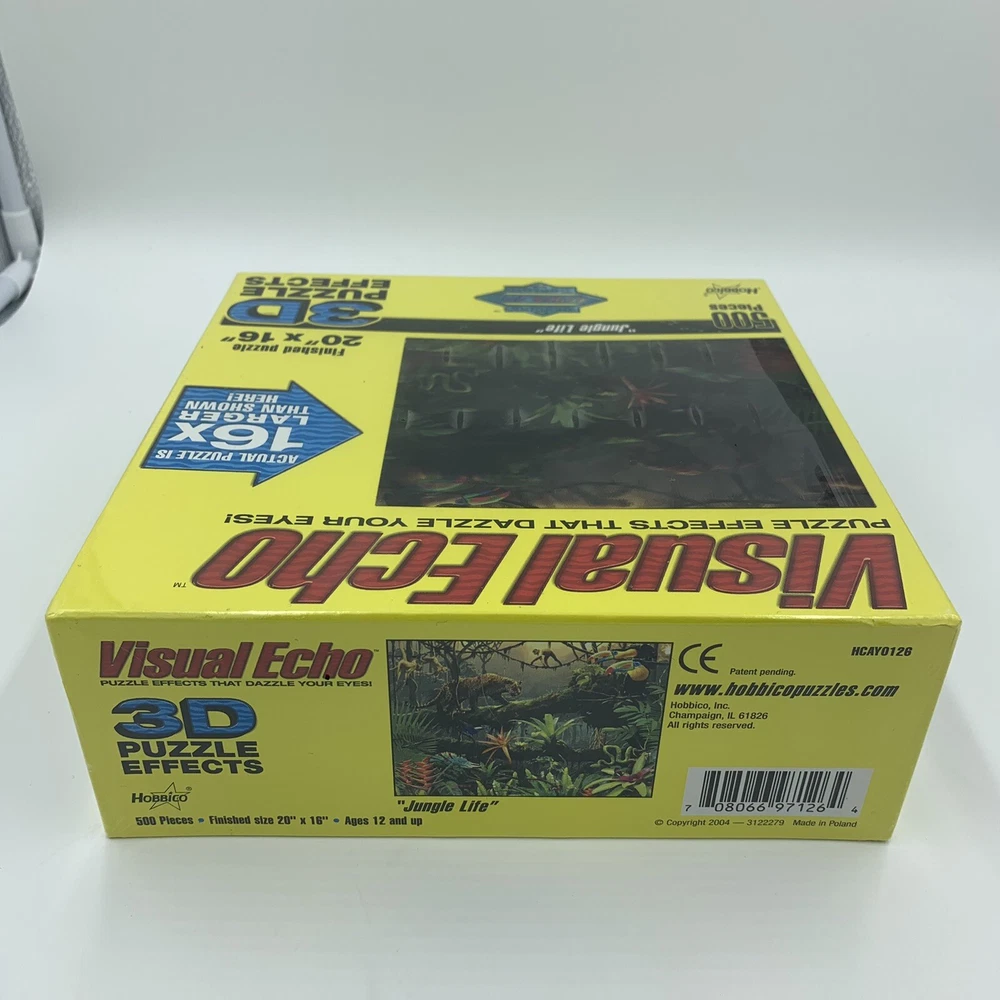 Hobbico
500
Pieces
"Jungle Life"
3D
PUZZLE
EFFECTS
Finished puzzle
20" x 16"
ACTUAL PUZZLE IS
16X
LARGER
THAN SHOWN
HERE!
PUZZLE EFFECTS THAT DAZZLE YOUR EYES!
Visual Echo™
Visual Echo™
PUZZLE EFFECTS THAT DAZZLE YOUR EYES!
3D
PUZZLE
EFFECTS
HOBBICO®
500 Pieces • Finished size 20" x 16" • Ages 12 and up
"Jungle Life"
CE
Patent pending.
HCAY0126
www.hobbicopuzzles.com
Hobbico, Inc.
Champaign, IL 61826
All rights reserved.
7 08066 97126 4
© Copyright 2004 — 3122279 Made in Poland